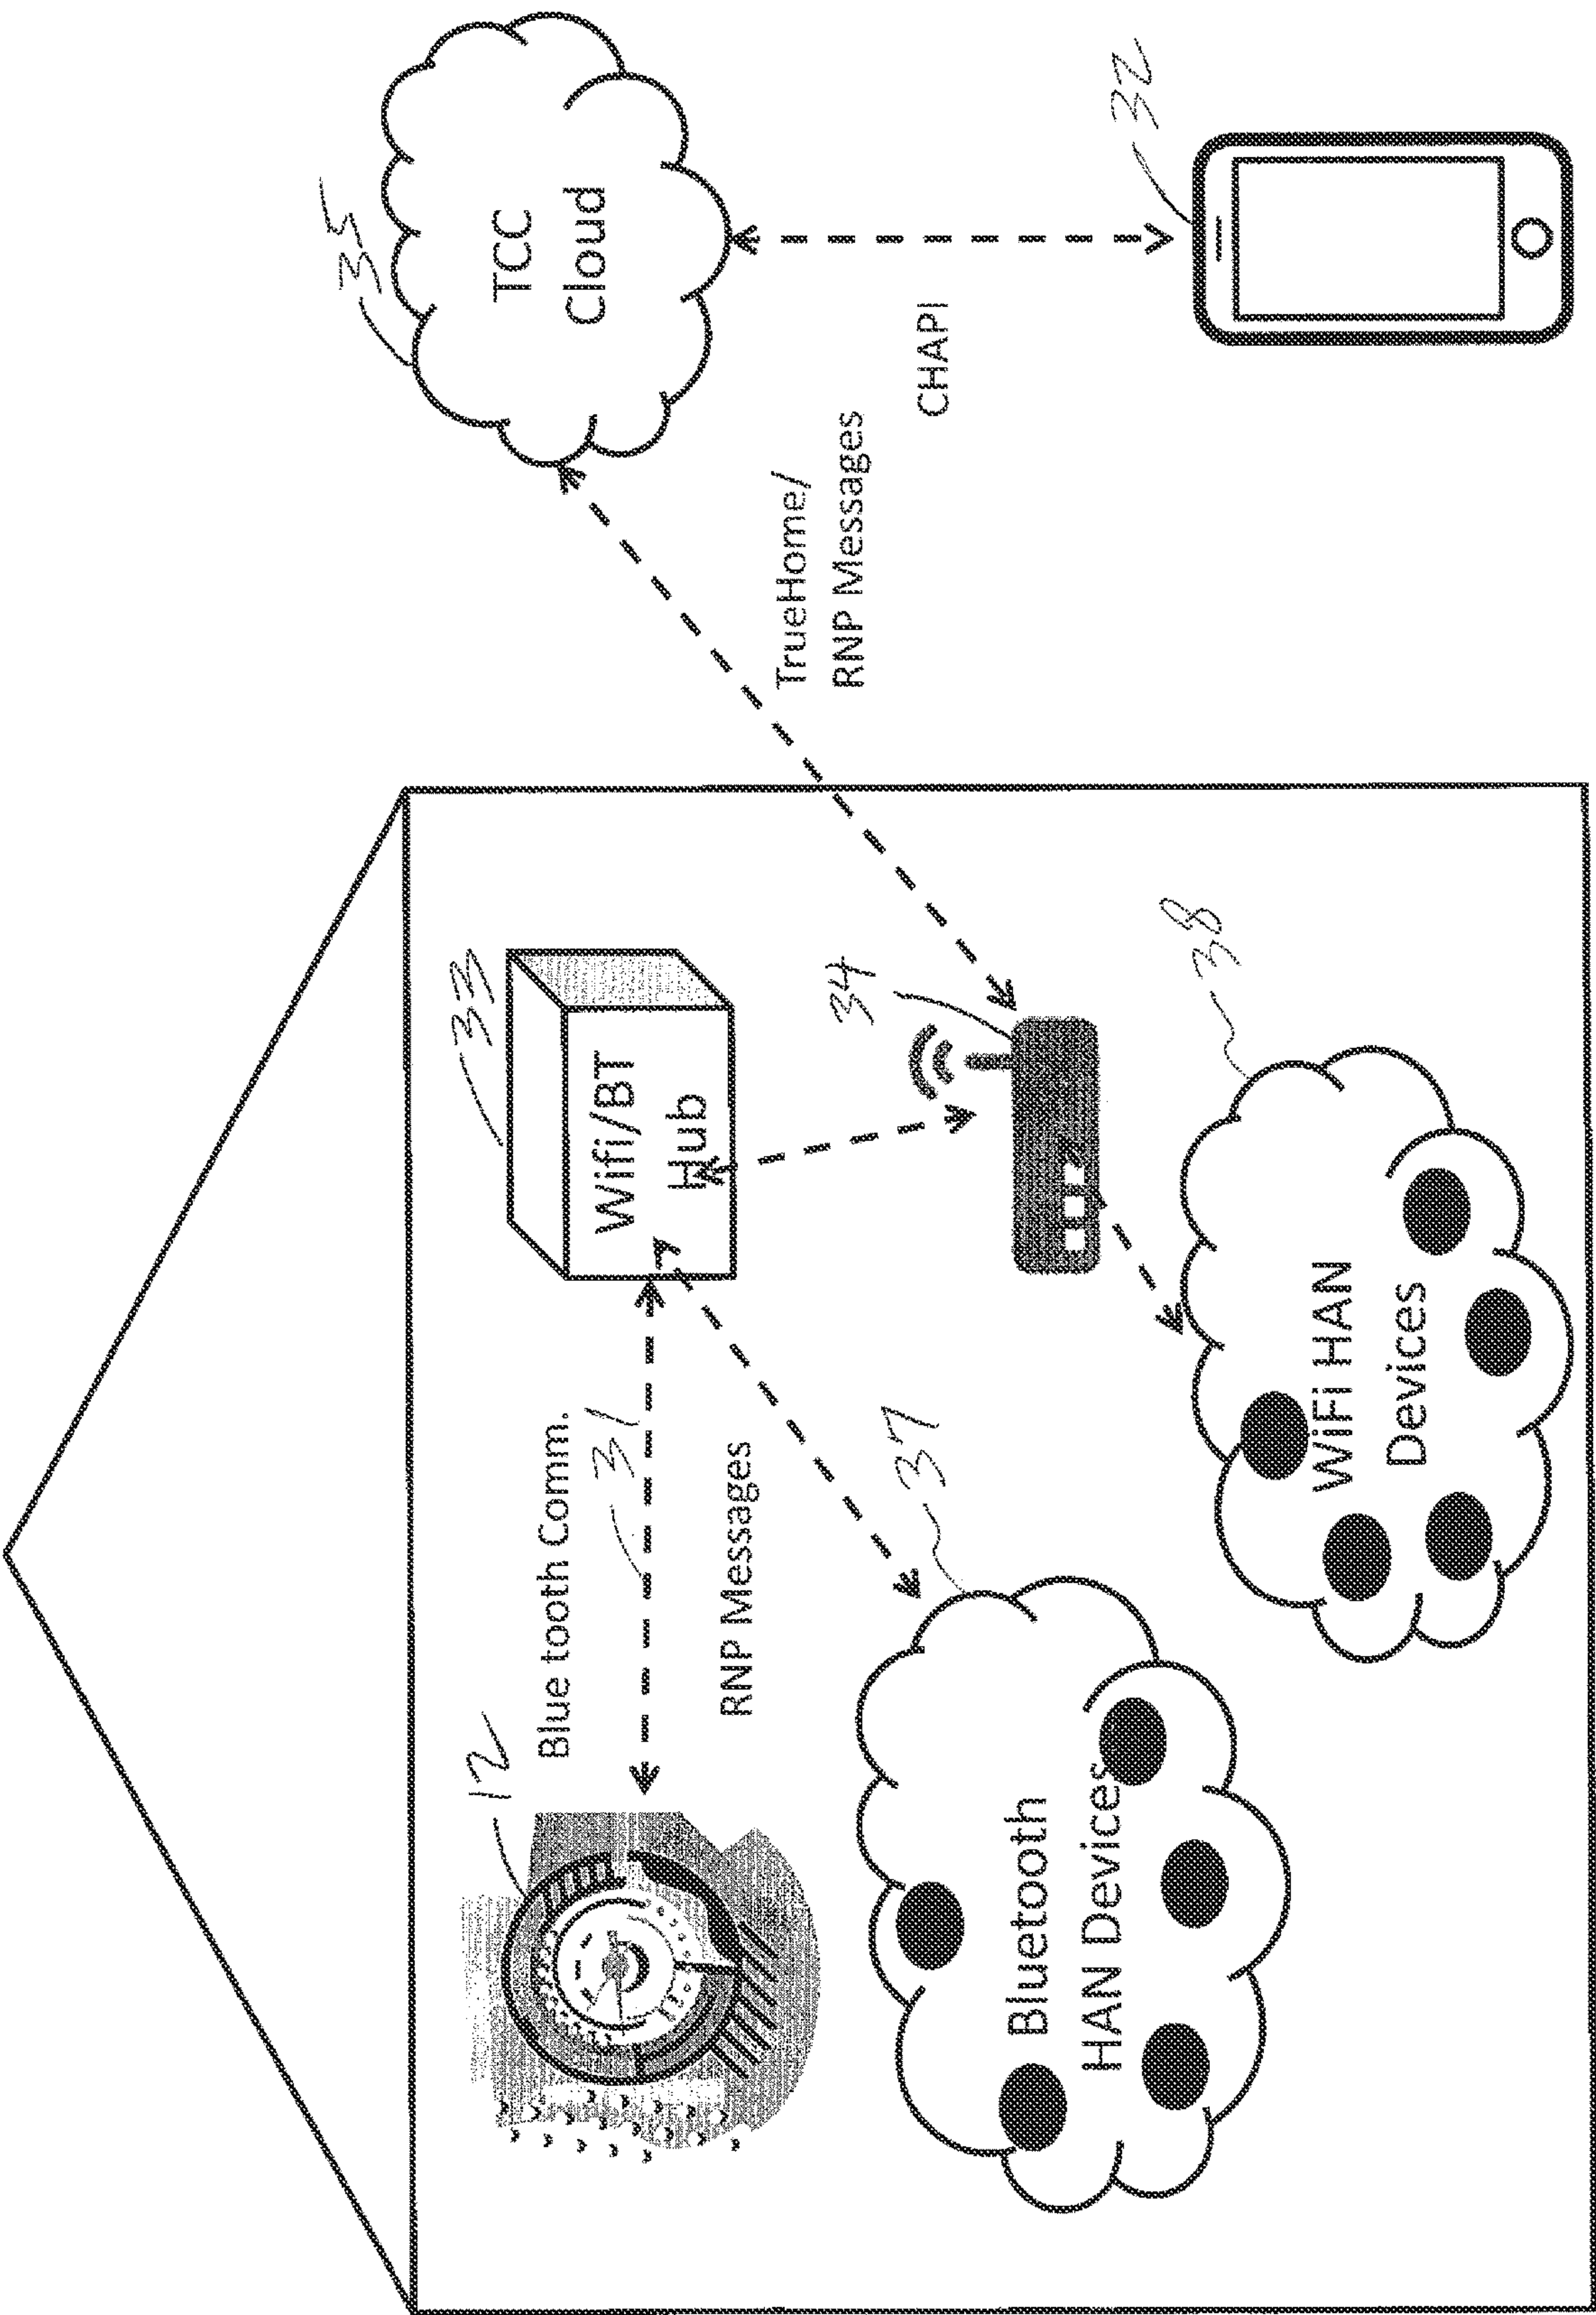 35
TCC
Cloud
32
CHAPI
TrueHome/
RNP Messages
33
Wifi/BT
Hub
34
38
WiFi HAN
Devices
12
Blue tooth Comm.
31
RNP Messages
37
Bluetooth
HAN Devices